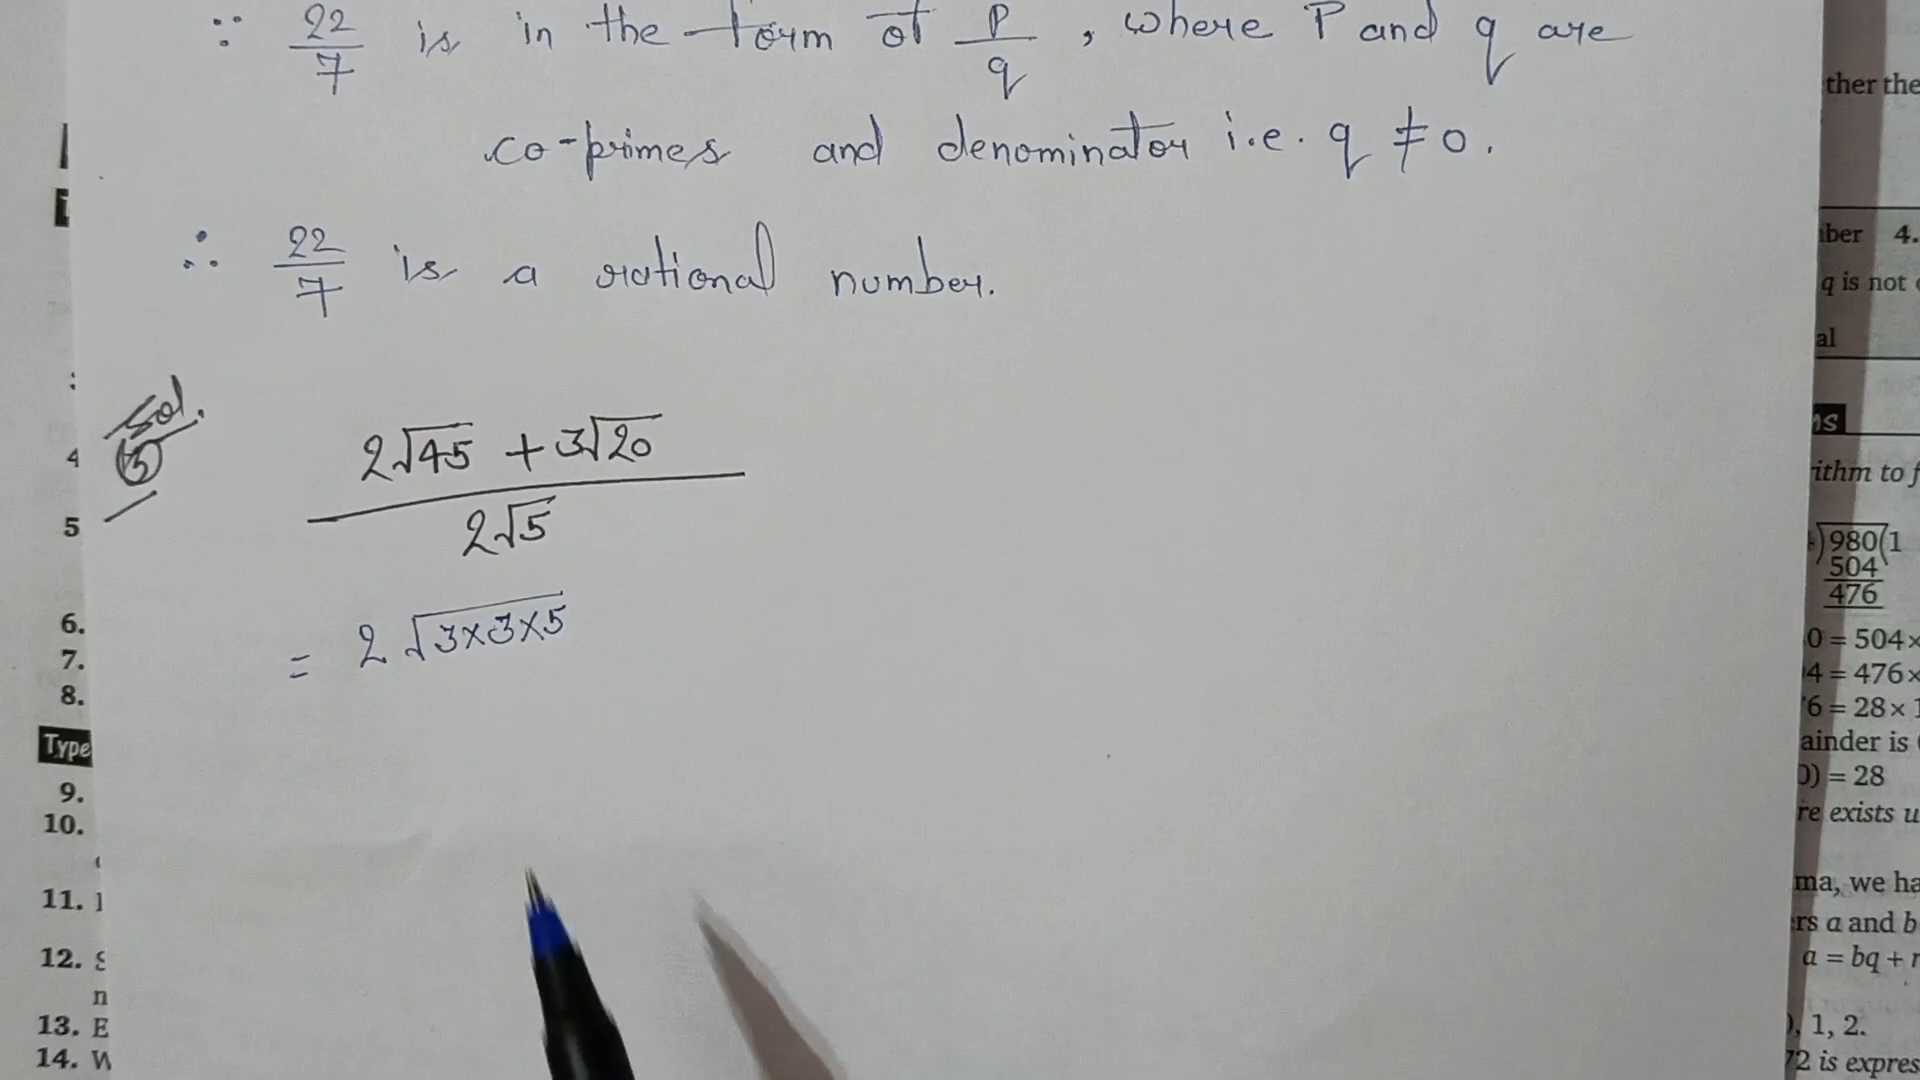 ∵ 22/7 is in the form of P/q, where P and q are
co-primes and denominator i.e. q ≠ 0.
∴ 22/7 is a rational number.
Sol.
5
2√45 + 3√20
2√5
= 2 √3×3×5
4
5
6.
7.
8.
Type
9.
10.
11.
12.
n
13. E
14. W
ther the
ber 4.
q is not
al
ns
ithm to f
)980(1
504
476
0 = 504×
4 = 476×
6 = 28×1
ainder is
0) = 28
re exists u
ma, we ha
rs a and b
a = bq + r
, 1, 2.
72 is expres